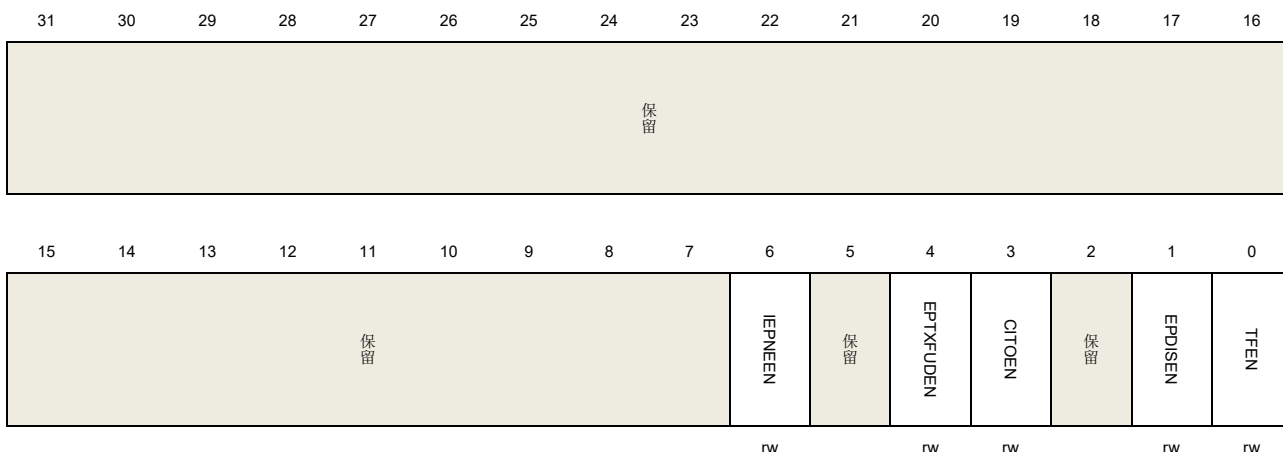 31 30 29 28 27 26 25 24 23 22 21 20 19 18 17 16
保留
15 14 13 12 11 10 9 8 7 6 5 4 3 2 1 0
保留 IEPNEEN 保留 EPTXFUDEN CITOEN 保留 EPDISEN TFEN
rw rw rw rw rw